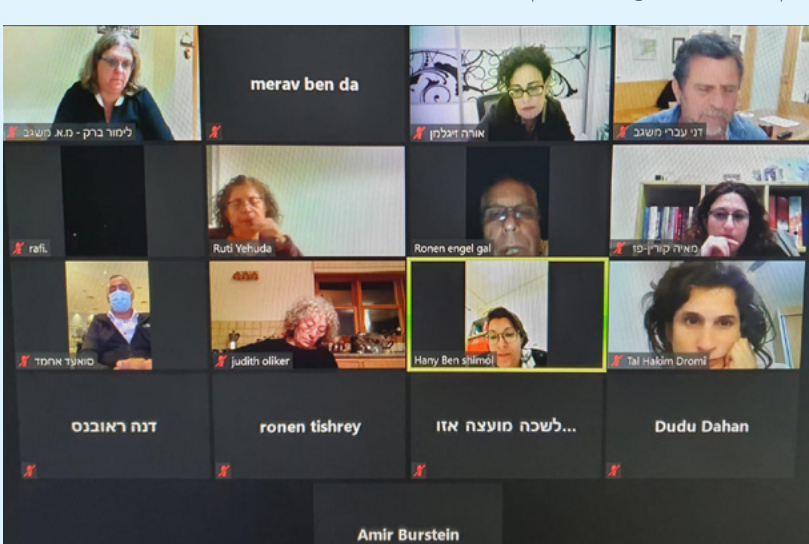 לימור ברק - מ.א. משגב
merav ben da
אורה זיגלמן
דני עברי משגב
rafi.
Ruti Yehuda
Ronen engel gal
מאיה קורין-פז
סואעד אחמד
judith oliker
Hany Ben shimol
Tal Hakim Dromi
דנה ראובנס
ronen tishrey
לשכה מועצה אזו...
Dudu Dahan
Amir Burstein